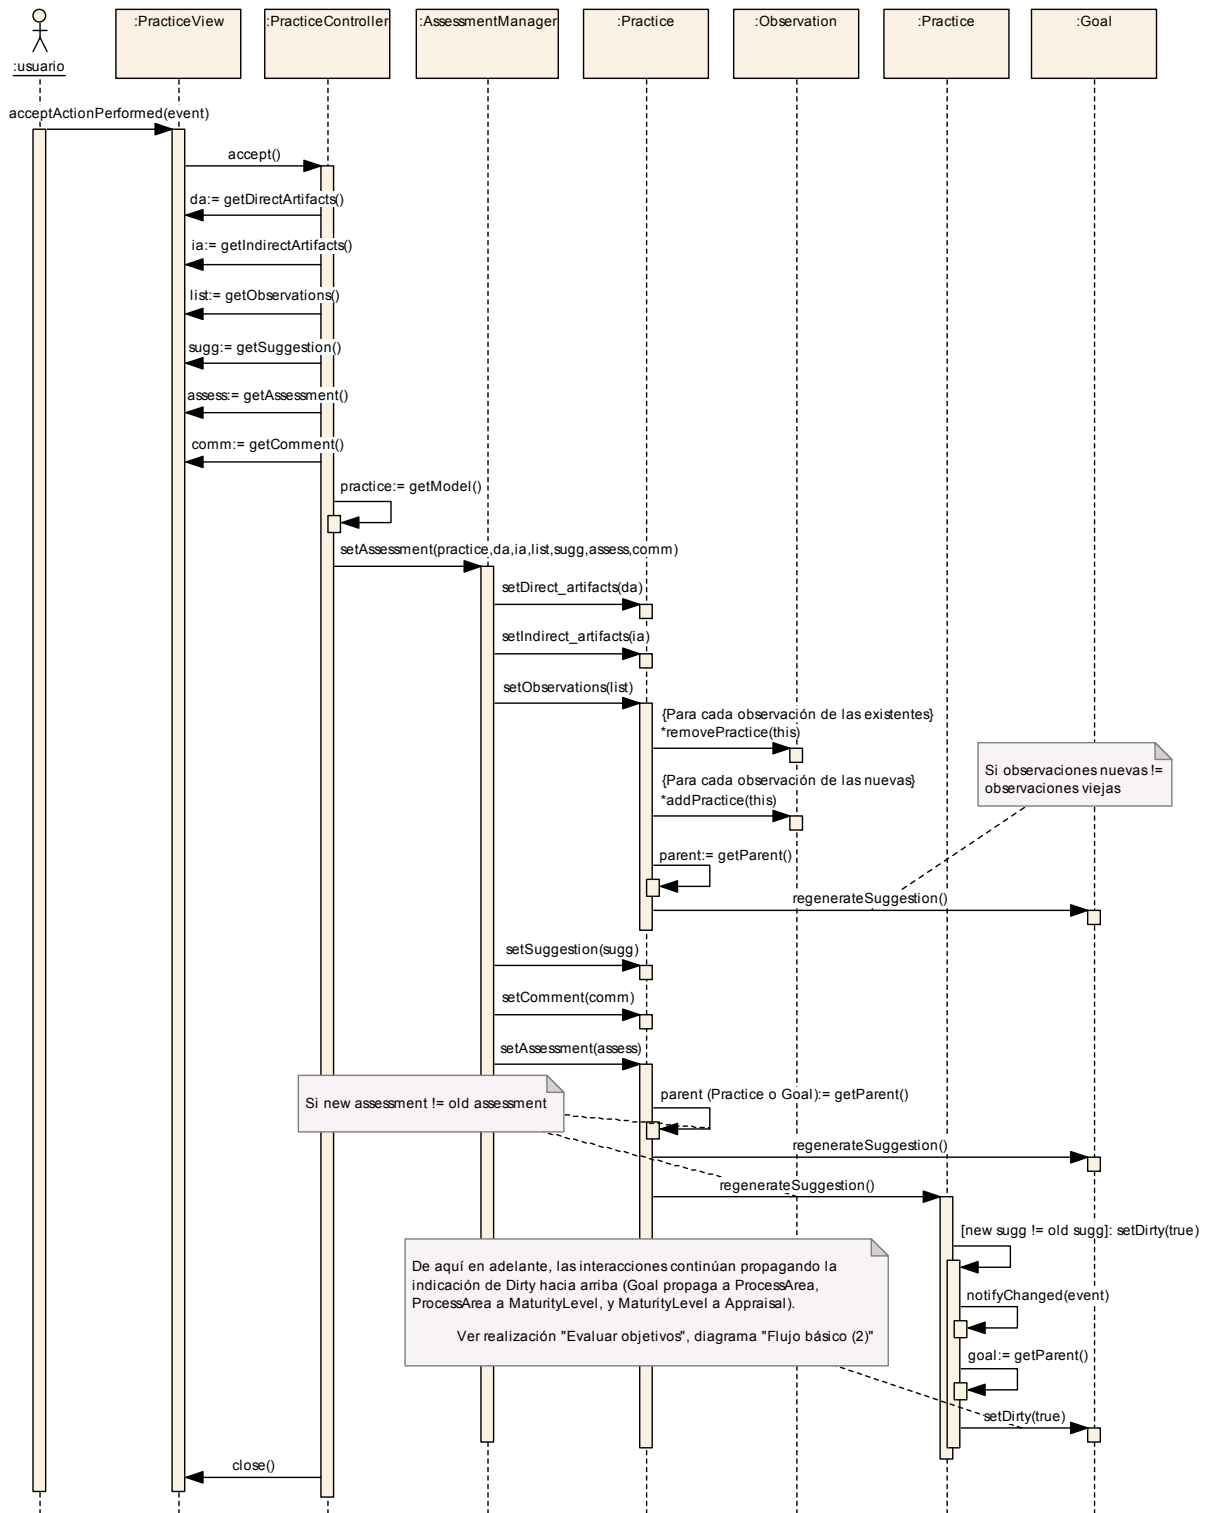 :PracticeView
:PracticeController
:AssessmentManager
:Practice
:Observation
:Practice
:Goal
:usuario
acceptActionPerformed(event)
accept()
da:= getDirectArtifacts()
ia:= getIndirectArtifacts()
list:= getObservations()
sugg:= getSuggestion()
assess:= getAssessment()
comm:= getComment()
practice:= getModel()
setAssessment(practice,da,ia,list,sugg,assess,comm)
setDirect_artifacts(da)
setIndirect_artifacts(ia)
setObservations(list)
{Para cada observación de las existentes}
*removePractice(this)
Si observaciones nuevas !=
observaciones viejas
{Para cada observación de las nuevas}
*addPractice(this)
parent:= getParent()
regenerateSuggestion()
setSuggestion(sugg)
setComment(comm)
setAssessment(assess)
Si new assessment != old assessment
parent (Practice o Goal):= getParent()
regenerateSuggestion()
regenerateSuggestion()
[new sugg != old sugg]: setDirty(true)
De aquí en adelante, las interacciones continúan propagando la
indicación de Dirty hacia arriba (Goal propaga a ProcessArea,
ProcessArea a MaturityLevel, y MaturityLevel a Appraisal).
Ver realización "Evaluar objetivos", diagrama "Flujo básico (2)"
notifyChanged(event)
goal:= getParent()
setDirty(true)
close()